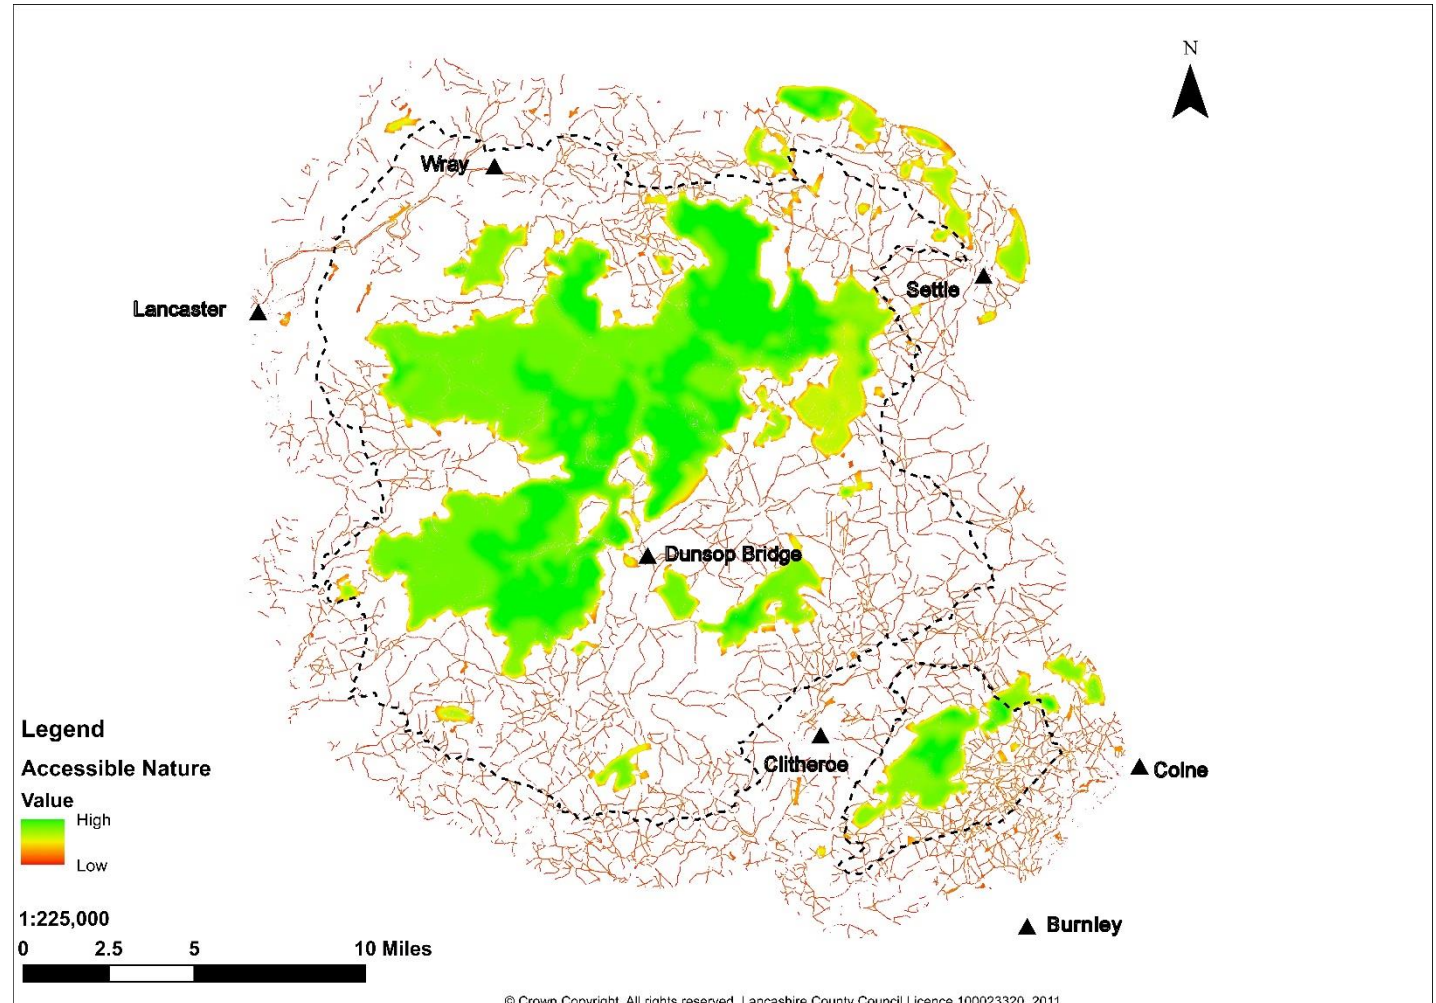 N
Wray
Settle
Lancaster
Dunsop Bridge
Legend
Accessible Nature
Value
High
Low
Clitheroe
Colne
1:225,000
0 2.5 5 10 Miles
Burnley
© Crown Copyright. All rights reserved. Lancashire County Council Licence 100023320, 2011